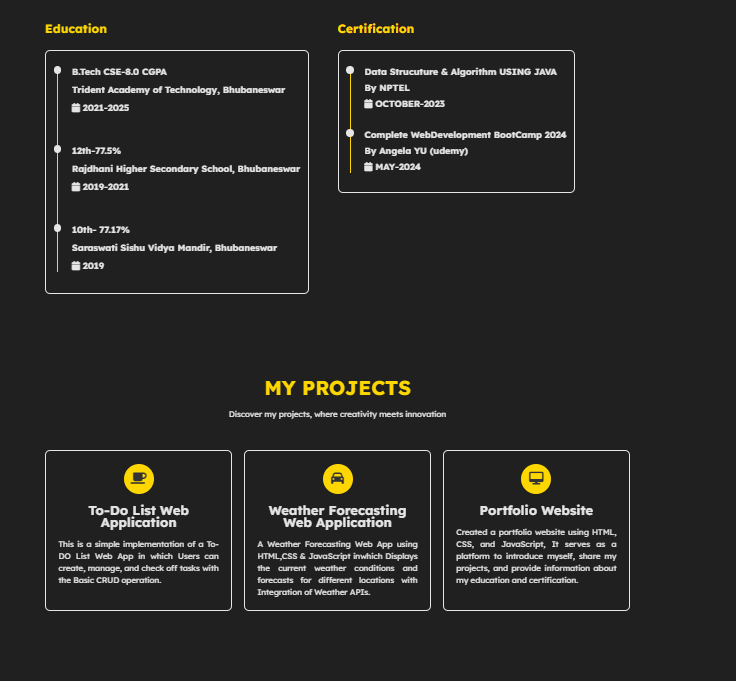 Education
B.Tech CSE-8.0 CGPA
Trident Academy of Technology, Bhubaneswar
2021-2025
12th-77.5%
Rajdhani Higher Secondary School, Bhubaneswar
2019-2021
10th- 77.17%
Saraswati Sishu Vidya Mandir, Bhubaneswar
2019
Certification
Data Strucuture & Algorithm USING JAVA
By NPTEL
OCTOBER-2023
Complete WebDevelopment BootCamp 2024
By Angela YU (udemy)
MAY-2024
MY PROJECTS
Discover my projects, where creativity meets innovation
To-Do List Web
Application
This is a simple implementation of a To-
DO List Web App in which Users can
create, manage, and check off tasks with
the Basic CRUD operation.
Weather Forecasting
Web Application
A Weather Forecasting Web App using
HTML,CSS & JavaScript inwhich Displays
the current weather conditions and
forecasts for different locations with
Integration of Weather APIs.
Portfolio Website
Created a portfolio website using HTML,
CSS, and JavaScript, It serves as a
platform to introduce myself, share my
projects, and provide information about
my education and certification.